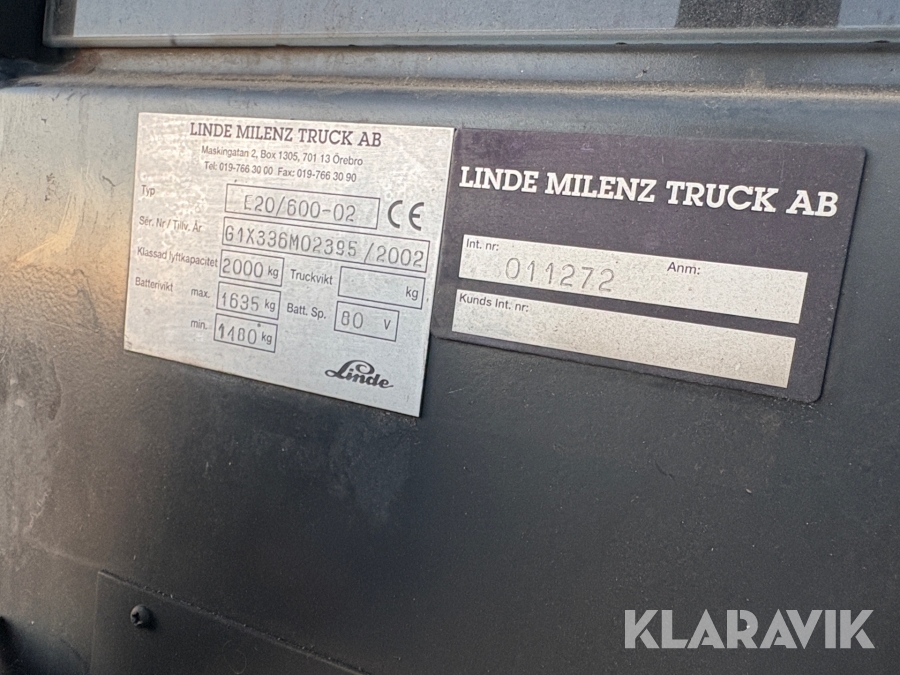 LINDE MILENZ TRUCK AB
Maskingatan 2, Box 1305, 701 13 Örebro
Tel: 019-766 30 00 Fax: 019-766 30 90
Typ E20/600-02 CE
Ser. Nr / Tillv. År G1X336M02395 / 2002
Klassad lyftkapacitet 2000 kg Truckvikt kg
Batterivikt max. 1635 kg Batt. Sp. 80 V
min. 1480 kg
Linde
LINDE MILENZ TRUCK AB
Int. nr: Anm:
011272
Kunds Int. nr:
KLARAVIK